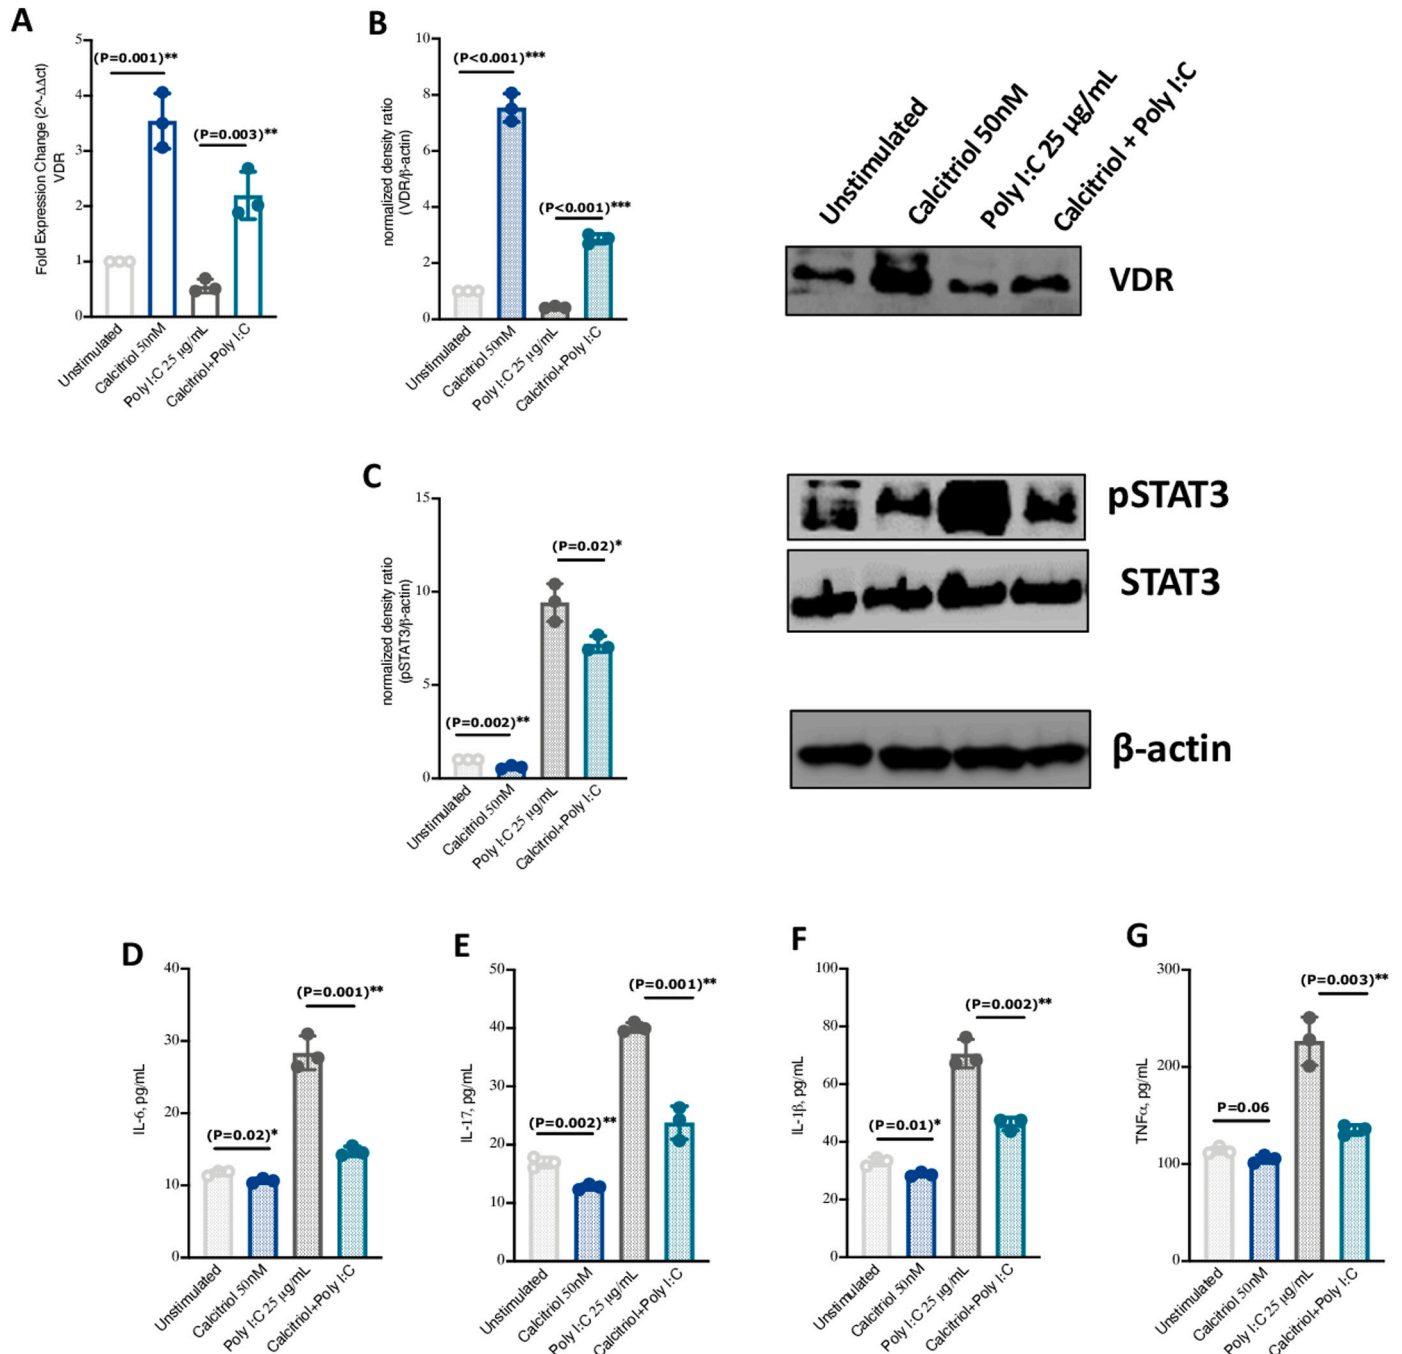 A
(P=0.001)**
(P=0.003)**
Fold Expression Change (2^-ΔΔct)
VDR
5
4
3
2
1
0
Unstimulated
Calcitriol 50nM
Poly I:C 25 μg/mL
Calcitriol+Poly I:C
B
(P<0.001)***
(P<0.001)***
normalized density ratio
(VDR/β-actin)
10
8
6
4
2
0
Unstimulated
Calcitriol 50nM
Poly I:C 25 μg/mL
Calcitriol+Poly I:C
Unstimulated
Calcitriol 50nM
Poly I:C 25 μg/mL
Calcitriol + Poly I:C
VDR
C
(P=0.02)*
(P=0.002)**
normalized density ratio
(pSTAT3/β-actin)
15
10
5
0
Unstimulated
Calcitriol 50nM
Poly I:C 25 μg/mL
Calcitriol+Poly I:C
pSTAT3
STAT3
β-actin
D
(P=0.001)**
(P=0.02)*
IL-6, pg/mL
40
30
20
10
0
Unstimulated
Calcitriol 50nM
Poly I:C 25 μg/mL
Calcitriol+Poly I:C
E
(P=0.001)**
(P=0.002)**
IL-17, pg/mL
50
40
30
20
10
0
Unstimulated
Calcitriol 50nM
Poly I:C 25 μg/mL
Calcitriol+Poly I:C
F
(P=0.002)**
(P=0.01)*
IL-1β, pg/mL
100
80
60
40
20
0
Unstimulated
Calcitriol 50nM
Poly I:C 25 μg/mL
Calcitriol+Poly I:C
G
(P=0.003)**
P=0.06
TNFα, pg/mL
300
200
100
0
Unstimulated
Calcitriol 50nM
Poly I:C 25 μg/mL
Calcitriol+Poly I:C